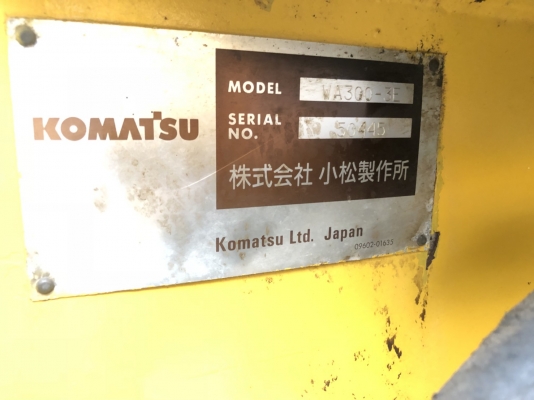 KOMATSU
MODEL WA300-3E
SERIAL NO.
株式会社 小松製作所
Komatsu Ltd. Japan
09602-01635